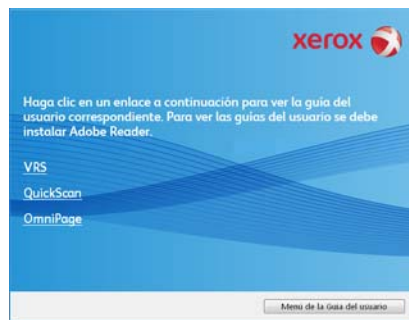 xerox
Haga clic en un enlace a continuación para ver la guía del
usuario correspondiente. Para ver las guías del usuario se debe
instalar Adobe Reader.
VRS
QuickScan
OmniPage
Menú de la Guía del usuario